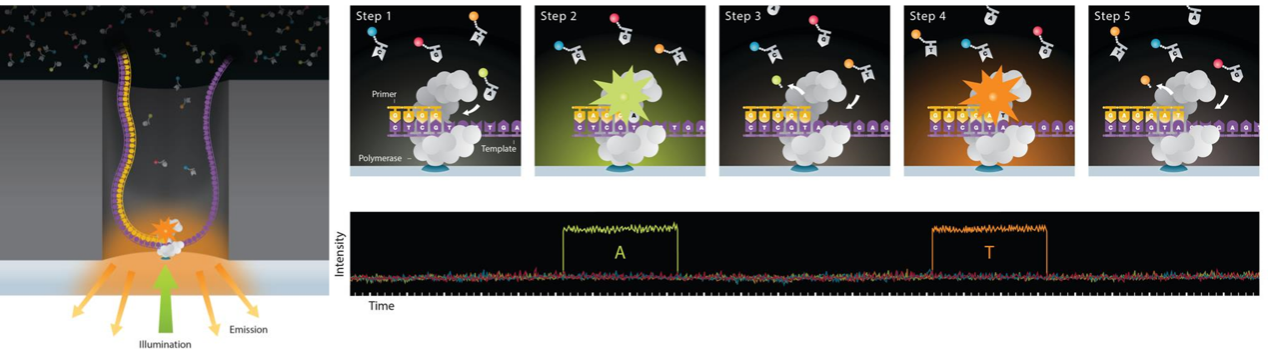 Step 1
Step 2
Step 3
Step 4
Step 5
Primer
Polymerase
Template
Intensity
A
T
Time
Emission
Illumination